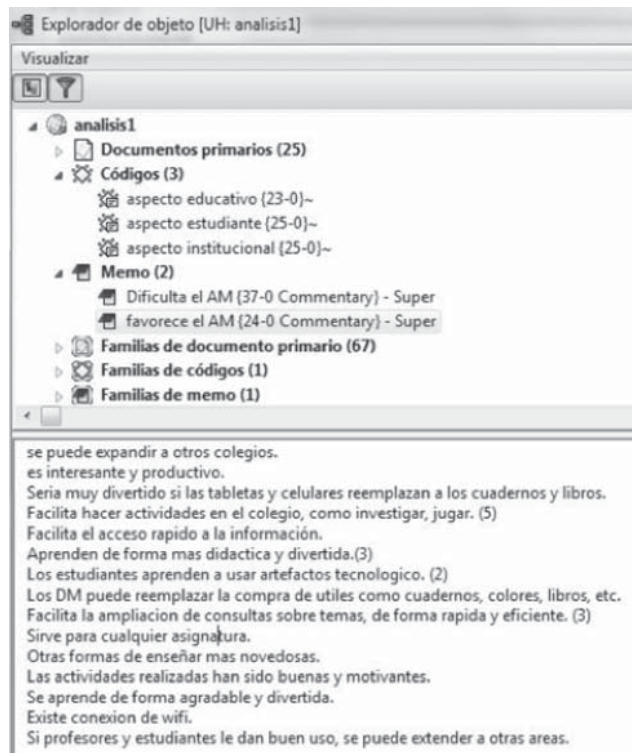 Explorador de objeto [UH: analisis1]
Visualizar
analisis1
Documentos primarios (25)
Códigos (3)
aspecto educativo {23-0}~
aspecto estudiante {25-0}~
aspecto institucional {25-0}~
Memo (2)
Dificulta el AM {37-0 Commentary} - Super
favorece el AM {24-0 Commentary} - Super
Familias de documento primario (67)
Familias de códigos (1)
Familias de memo (1)
se puede expandir a otros colegios.
es interesante y productivo.
Seria muy divertido si las tabletas y celulares reemplazan a los cuadernos y libros.
Facilita hacer actividades en el colegio, como investigar, jugar. (5)
Facilita el acceso rapido a la información.
Aprenden de forma mas didactica y divertida.(3)
Los estudiantes aprenden a usar artefactos tecnologico. (2)
Los DM puede reemplazar la compra de utiles como cuadernos, colores, libros, etc.
Facilita la ampliacion de consultas sobre temas, de forma rapida y eficiente. (3)
Sirve para cualquier asignatura.
Otras formas de enseñar mas novedosas.
Las actividades realizadas han sido buenas y motivantes.
Se aprende de forma agradable y divertida.
Existe conexion de wifi.
Si profesores y estudiantes le dan buen uso, se puede extender a otras areas.